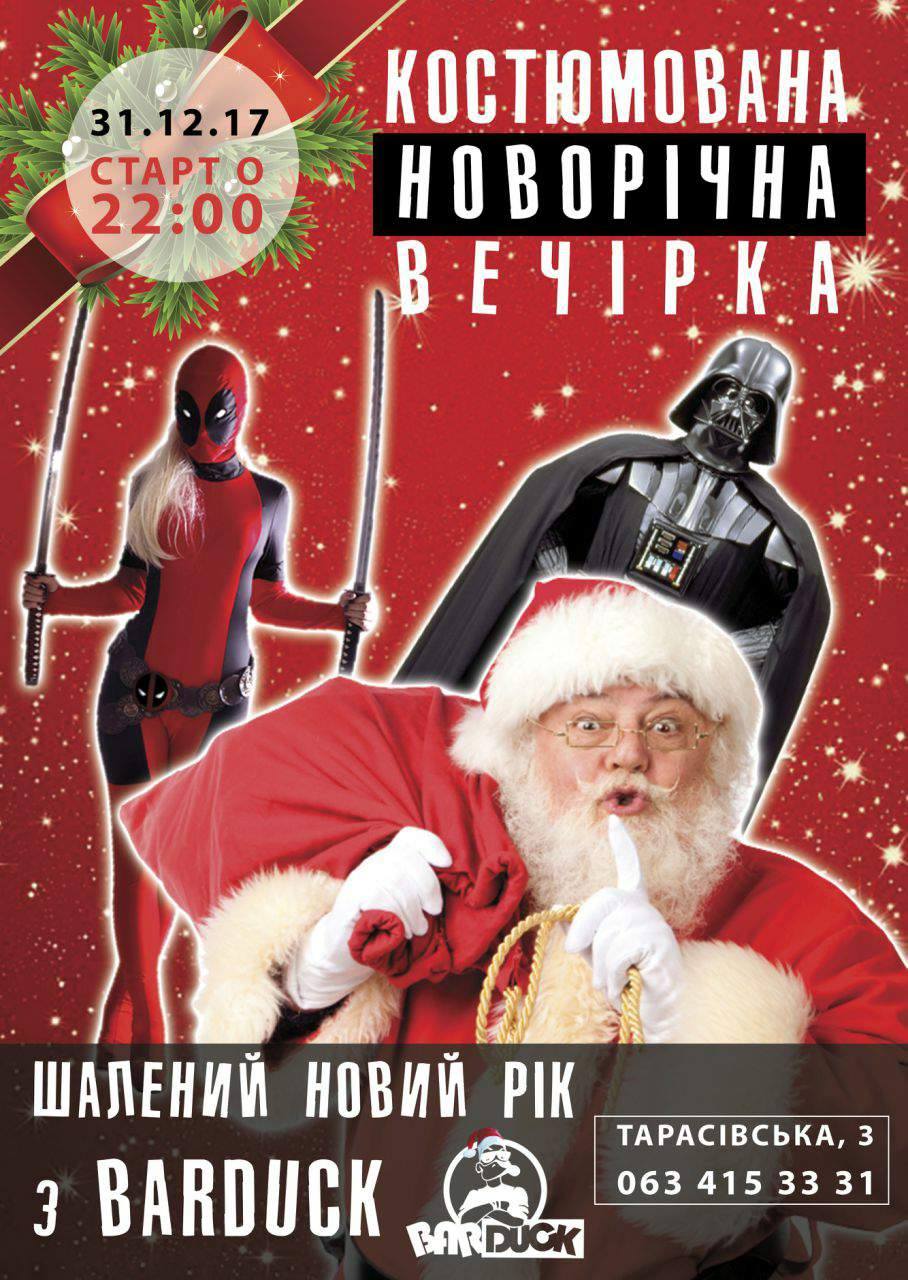 31.12.17
СТАРТ О
22:00
КОСТЮМОВАНА
НОВОРІЧНА
ВЕЧІРКА
ШАЛЕНИЙ НОВИЙ РІК
З BARDUCK
BARDUCK
ТАРАСІВСЬКА, 3
063 415 33 31